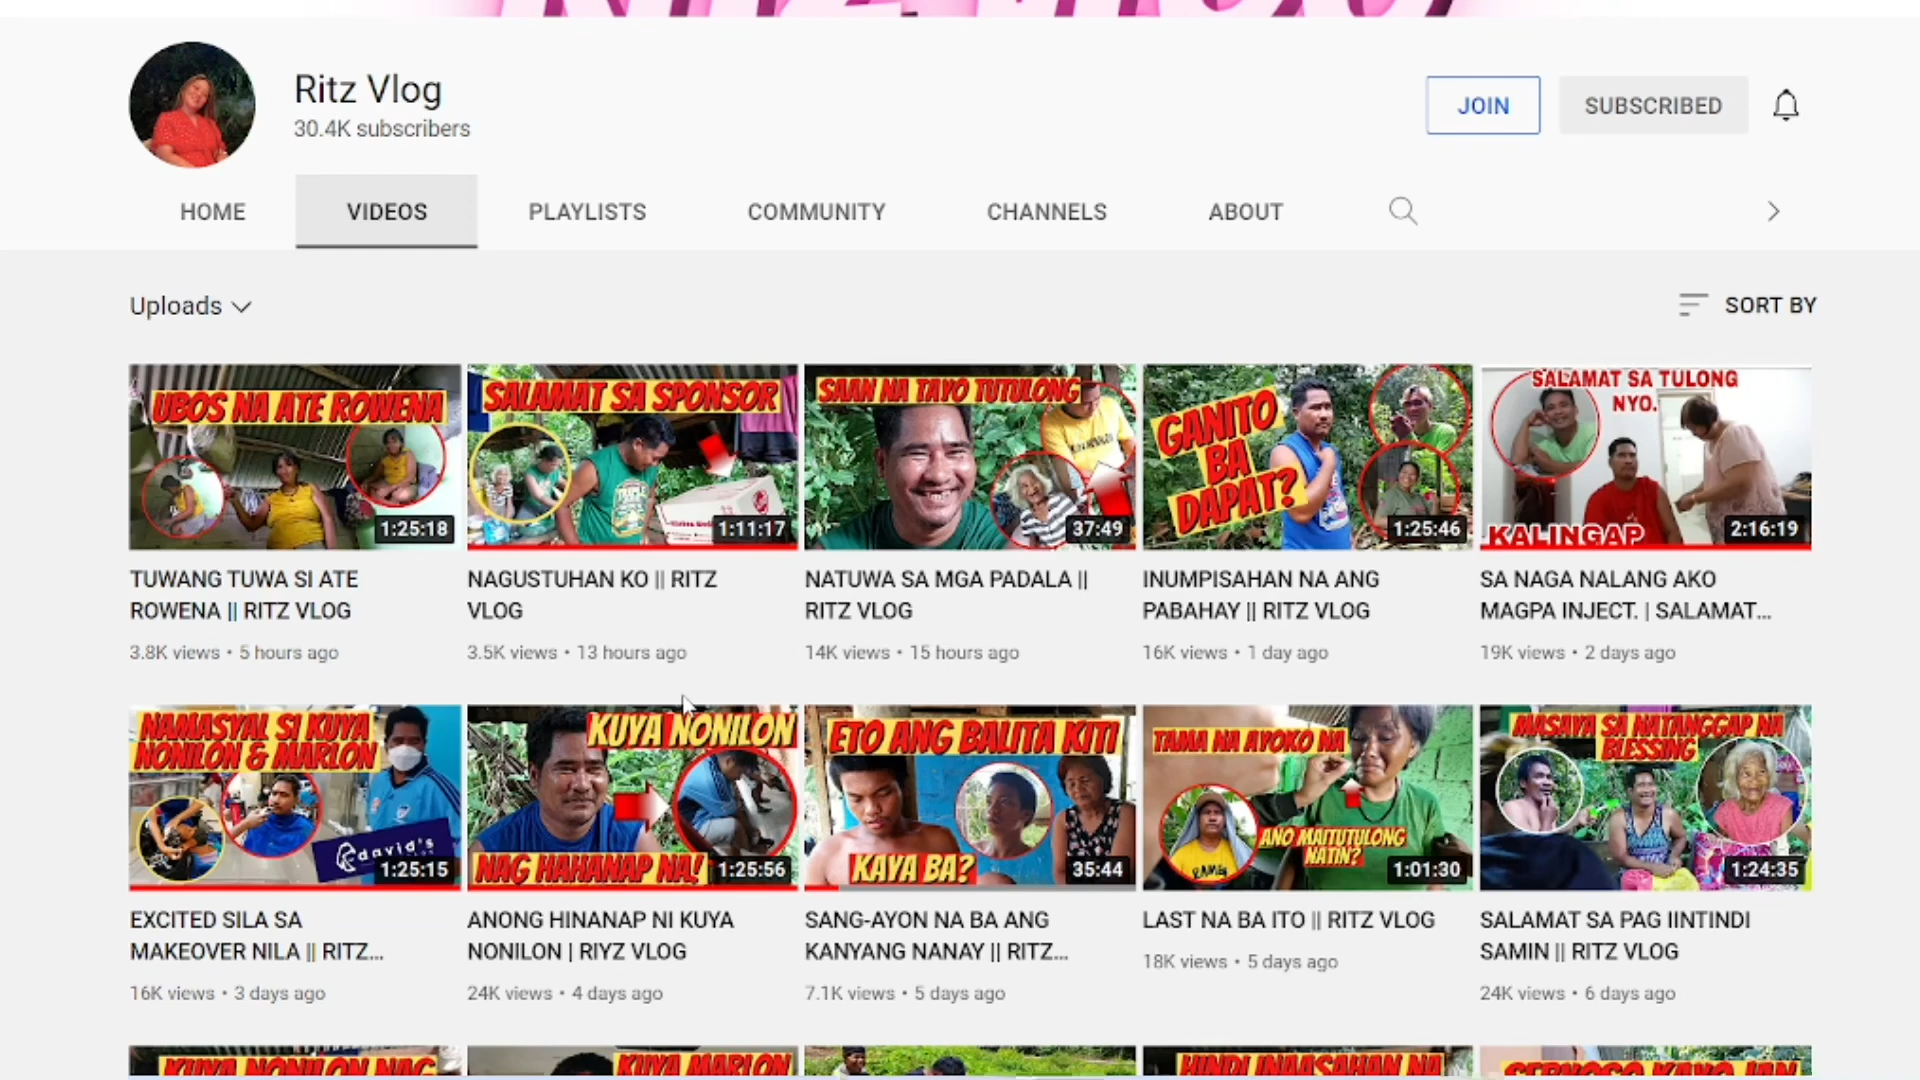 Ritz Vlog
30.4K subscribers
JOIN
SUBSCRIBED
HOME
VIDEOS
PLAYLISTS
COMMUNITY
CHANNELS
ABOUT
Uploads
SORT BY
UBOS NA ATE ROWENA
1:25:18
TUWANG TUWA SI ATE
ROWENA || RITZ VLOG
3.8K views • 5 hours ago
SALAMAT SA SPONSOR
1:11:17
NAGUSTUHAN KO || RITZ
VLOG
3.5K views • 13 hours ago
SAAN NA TAYO TUTULONG
37:49
NATUWA SA MGA PADALA ||
RITZ VLOG
14K views • 15 hours ago
GANITO
BA
DAPAT?
1:25:46
INUMPISAHAN NA ANG
PABAHAY || RITZ VLOG
16K views • 1 day ago
SALAMAT SA TULONG
NYO.
KALINGAP
2:16:19
SA NAGA NALANG AKO
MAGPA INJECT. | SALAMAT...
19K views • 2 days ago
NAMASYAL SI KUYA
NONILON & MARLON
david's
1:25:15
EXCITED SILA SA
MAKEOVER NILA || RITZ...
16K views • 3 days ago
KUYA NONILON
NAG HAHANAP NA!
1:25:56
ANONG HINANAP NI KUYA
NONILON | RIYZ VLOG
24K views • 4 days ago
ETO ANG BALITA KITI
KAYA BA?
35:44
SANG-AYON NA BA ANG
KANYANG NANAY || RITZ...
7.1K views • 5 days ago
TAMA NA AYOKO NA
ANO MAITUTULONG
NATIN?
1:01:30
LAST NA BA ITO || RITZ VLOG
18K views • 5 days ago
MASAYA SA NATANGGAP NA
BLESSING
1:24:35
SALAMAT SA PAG IINTINDI
SAMIN || RITZ VLOG
24K views • 6 days ago
KUYA NONILON NAG
KUYA MARLON
HINDI INAASAHAN NA